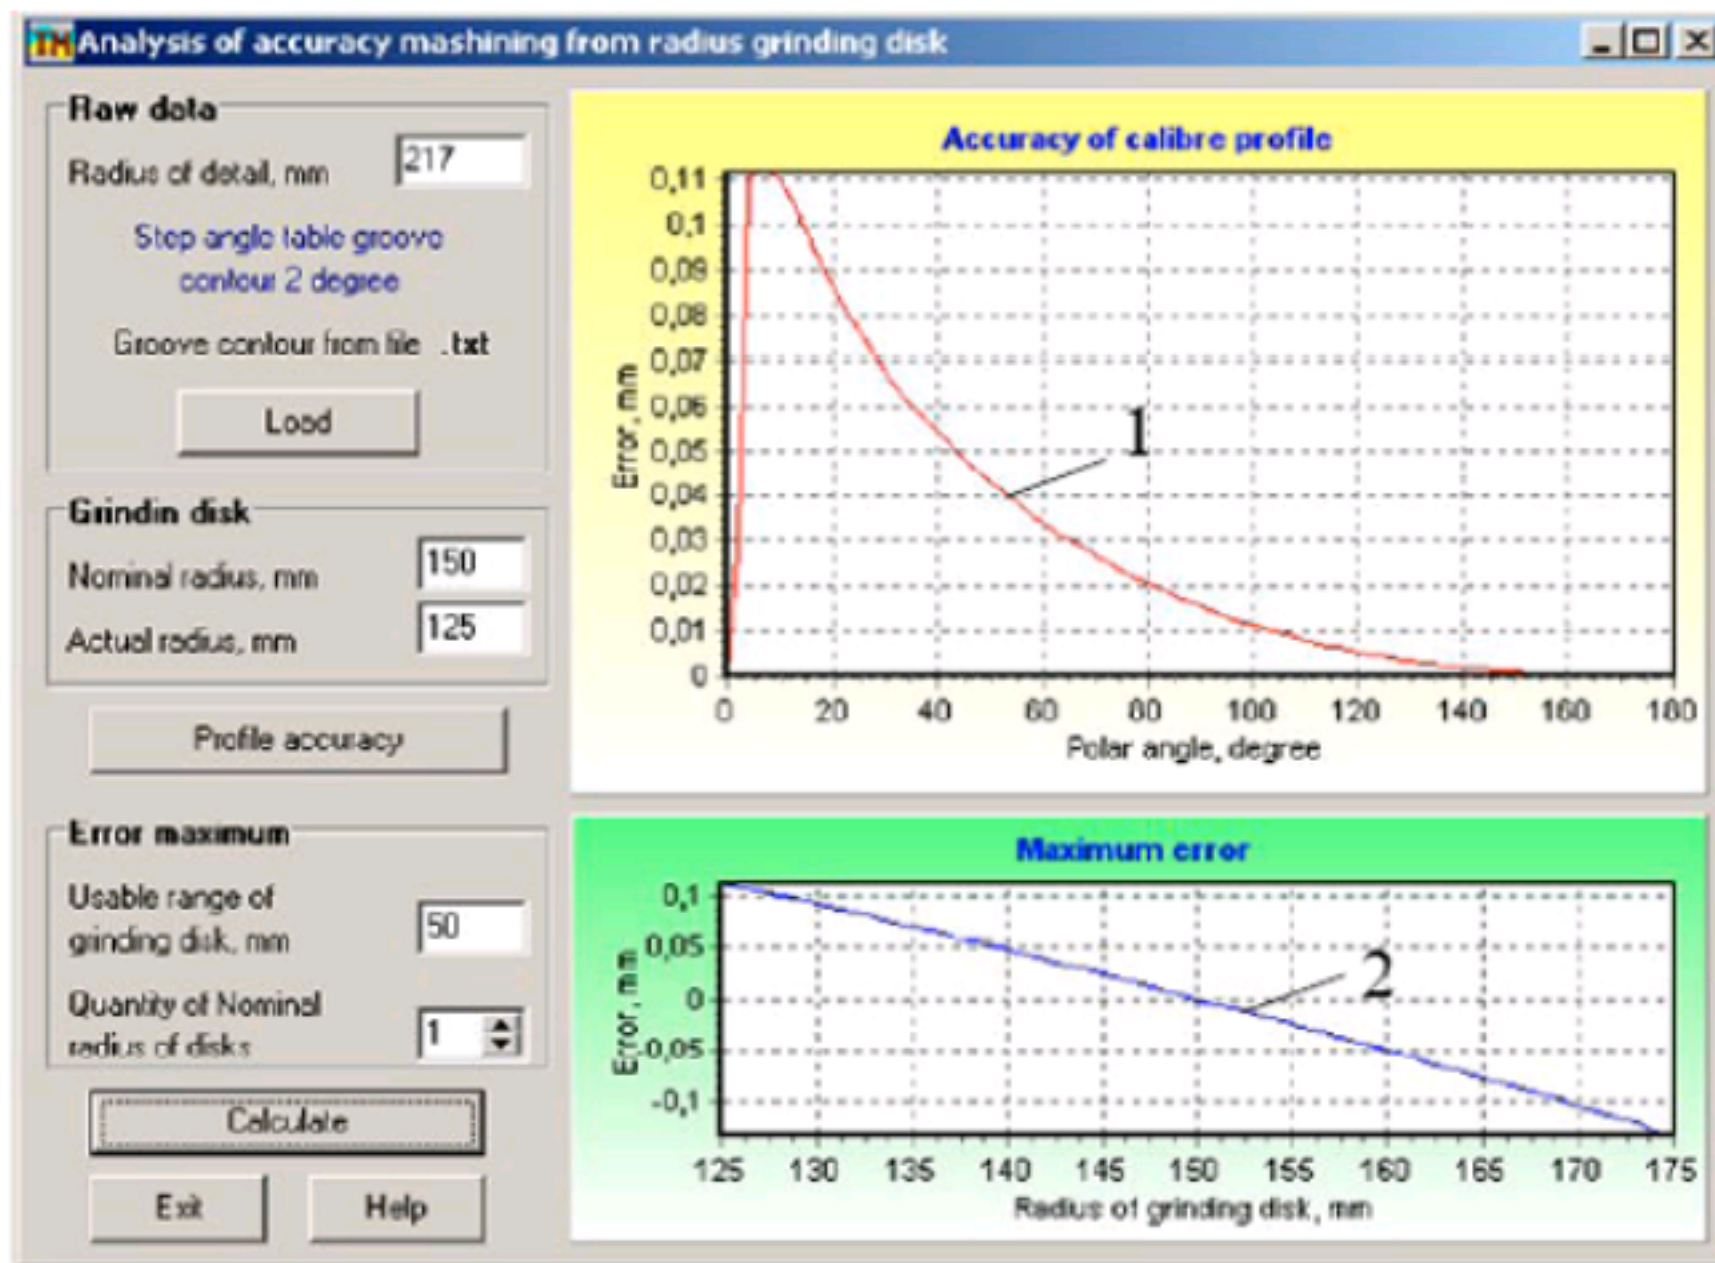 TM Analysis of accuracy mashining from radius grinding disk
Raw data
Radius of detail, mm 217
Step angle table groove
contour 2 degree
Groove contour from file .txt
Load
Grindin disk
Nominal radius, mm 150
Actual radius, mm 125
Profile accuracy
Error maximum
Usable range of
grinding disk, mm 50
Quantity of Nominal
radius of disks 1
Calculate
Exit Help
Accuracy of calibre profile
Error, mm
0,11
0,1
0,09
0,08
0,07
0,06
0,05
0,04
0,03
0,02
0,01
0
1
0 20 40 60 80 100 120 140 160 180
Polar angle, degree
Maximum error
Error, mm
0,1
0,05
0
-0,05
-0,1
2
125 130 135 140 145 150 155 160 165 170 175
Radius of grinding disk, mm